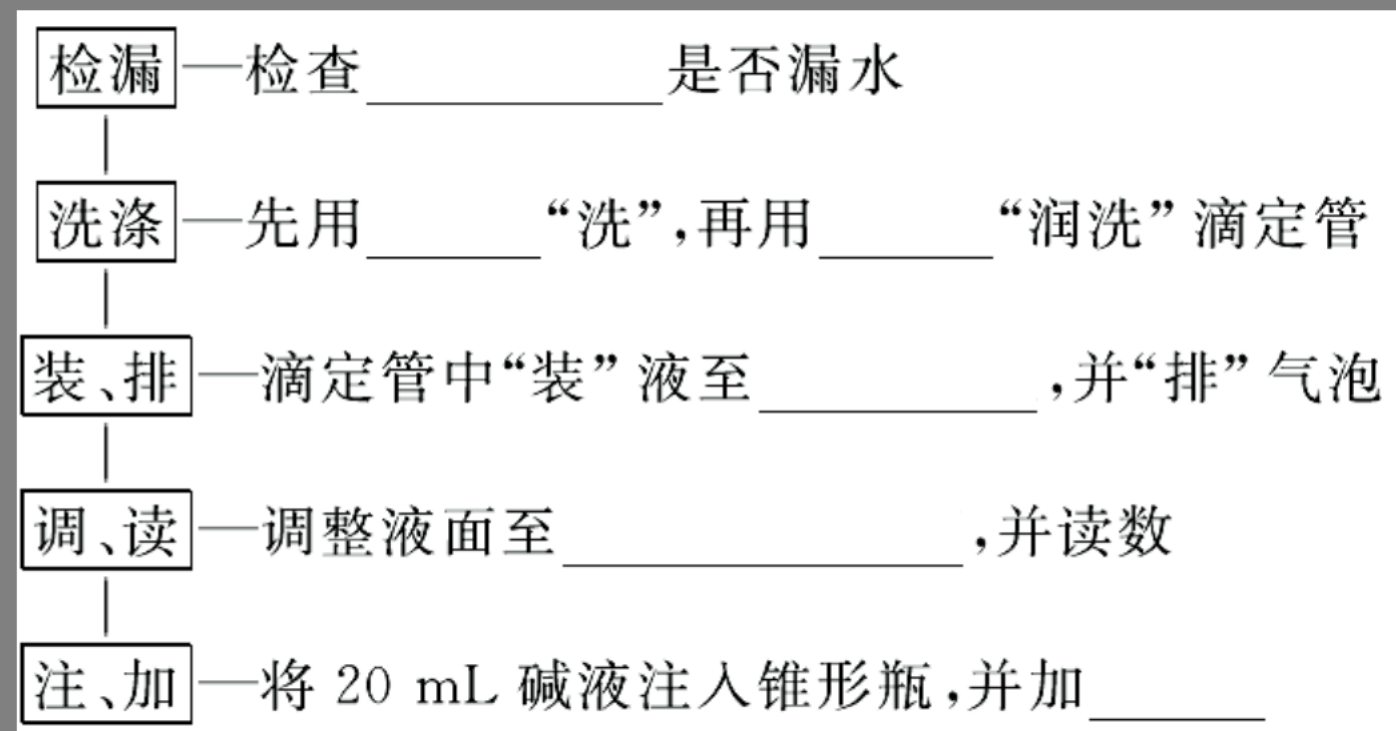 检漏—检查__________是否漏水
洗涤—先用______“洗”,再用______“润洗”滴定管
装、排—滴定管中“装”液至__________,并“排”气泡
调、读—调整液面至______________,并读数
注、加—将 20 mL 碱液注入锥形瓶,并加______